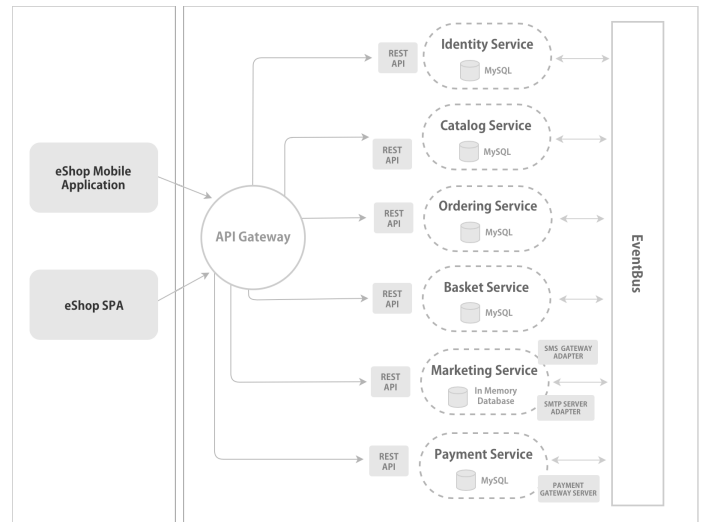 eShop Mobile
Application
eShop SPA
API Gateway
REST
API
Identity Service
MySQL
REST
API
Catalog Service
MySQL
REST
API
Ordering Service
MySQL
REST
API
Basket Service
MySQL
REST
API
Marketing Service
In Memory
Database
SMS GATEWAY
ADAPTER
SMTP SERVER
ADAPTER
REST
API
Payment Service
MySQL
PAYMENT
GATEWAY SERVER
EventBus